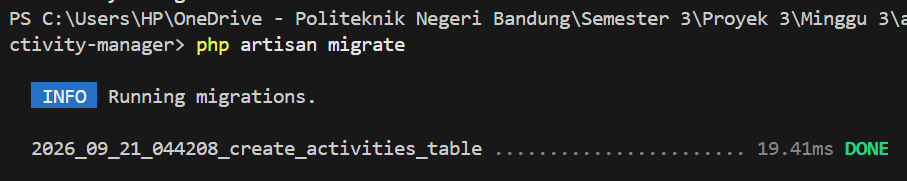 PS C:\Users\HP\OneDrive - Politeknik Negeri Bandung\Semester 3\Proyek 3\Minggu 3\a
ctivity-manager> php artisan migrate
INFO Running migrations.
2026_09_21_044208_create_activities_table ....................... 19.41ms DONE